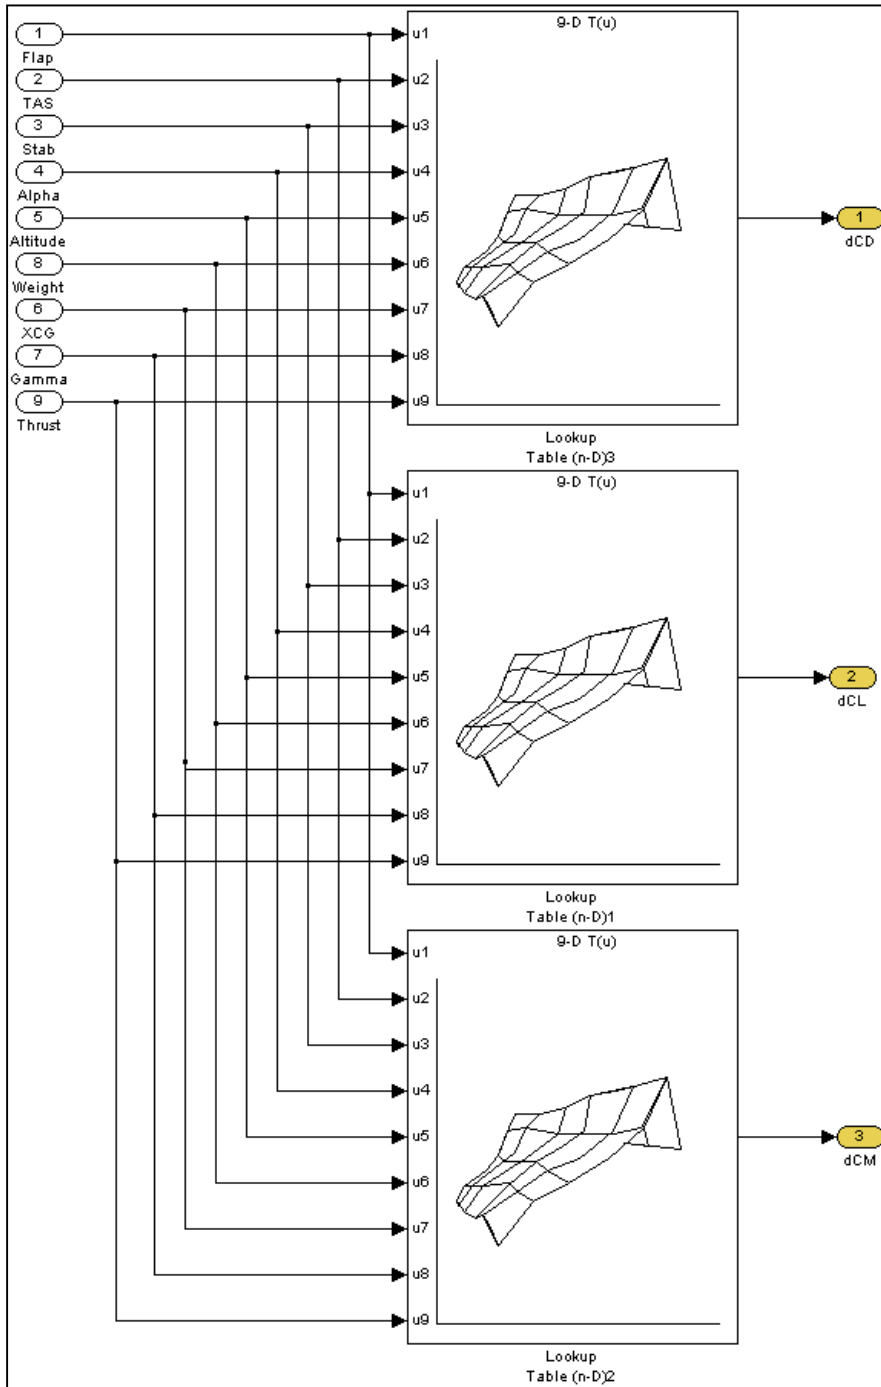 1
Flap
2
TAS
3
Stab
4
Alpha
5
Altitude
8
Weight
6
XCG
7
Gamma
9
Thrust
9-D T(u)
u1
u2
u3
u4
u5
u6
u7
u8
u9
Lookup
Table (n-D)3
1
dCD
9-D T(u)
u1
u2
u3
u4
u5
u6
u7
u8
u9
Lookup
Table (n-D)1
2
dCL
9-D T(u)
u1
u2
u3
u4
u5
u6
u7
u8
u9
Lookup
Table (n-D)2
3
dCM